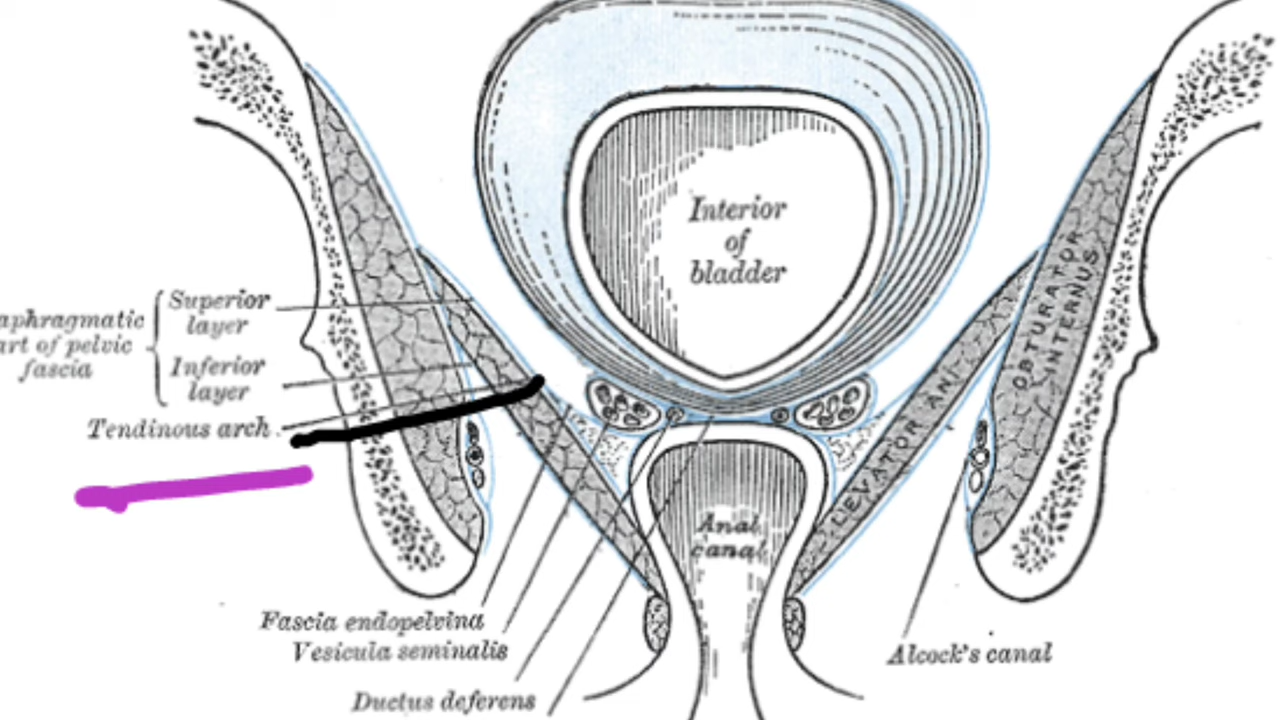 Interior
of
bladder
aphragmatic
art of pelvic
fascia
Superior
layer
Inferior
layer
Tendinous arch
OBTURATOR
INTERNUS
LEVATOR ANI
Anal
canal
Fascia endopelvina
Vesicula seminalis
Ductus deferens
Alcock's canal